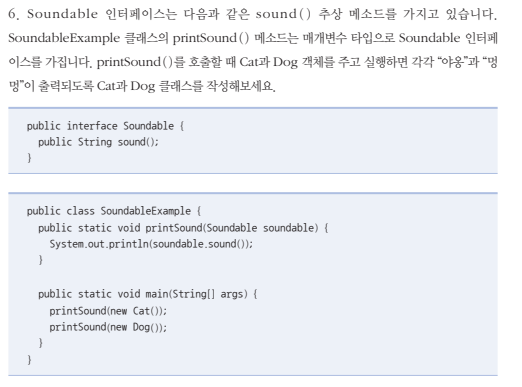 6. Soundable 인터페이스는 다음과 같은 sound() 추상 메소드를 가지고 있습니다.
SoundableExample 클래스의 printSound() 메소드는 매개변수 타입으로 Soundable 인터페
이스를 가집니다. printSound()를 호출할 때 Cat과 Dog 객체를 주고 실행하면 각각 “야옹”과 “멍
멍”이 출력되도록 Cat과 Dog 클래스를 작성해보세요.
public interface Soundable {
  public String sound();
}
public class SoundableExample {
  public static void printSound(Soundable soundable) {
    System.out.println(soundable.sound());
  }
  public static void main(String[] args) {
    printSound(new Cat());
    printSound(new Dog());
  }
}